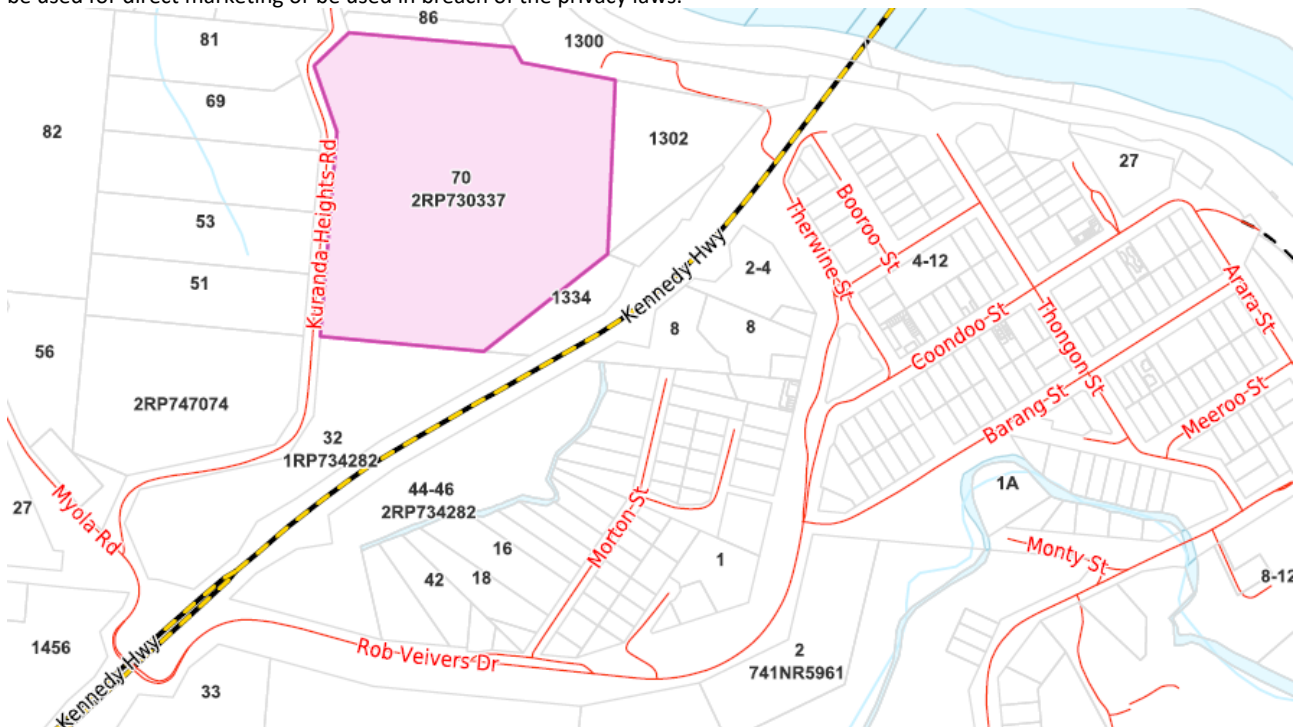 be used for direct marketing or be used in breach of the privacy laws.
86
81
1300
69
82
1302
27
70
2RP730337
Kuranda-Heights-Rd
Booroo-St
Therwine-St
53
Kennedy Hwy
4-12
2-4
51
1334
Arara-St
Thongon-St
Coondoo-St
8
8
56
2RP747074
Barang-St
Meeroo-St
32
1RP734282
44-46
2RP734282
1A
27
Myola-Rd
Morton-St
16
42
18
1
Monty-St
8-12
1456
Rob-Veivers-Dr
2
741NR5961
33
Kennedy Hwy